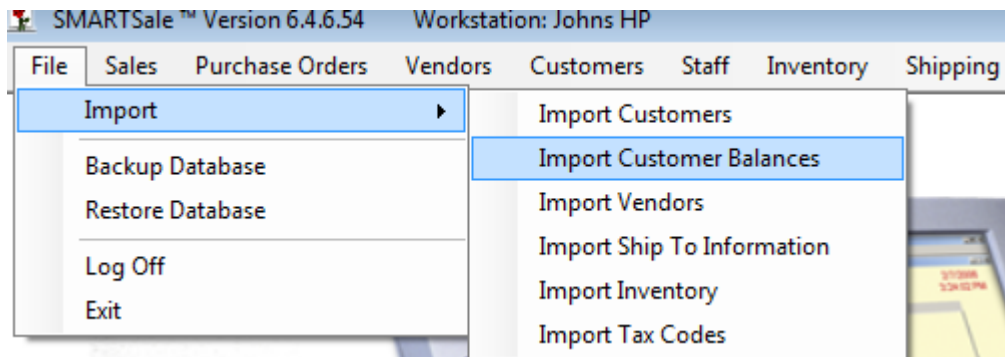 SMARTSale ™ Version 6.4.6.54 Workstation: Johns HP
File Sales Purchase Orders Vendors Customers Staff Inventory Shipping
Import
Backup Database
Restore Database
Log Off
Exit
Import Customers
Import Customer Balances
Import Vendors
Import Ship To Information
Import Inventory
Import Tax Codes